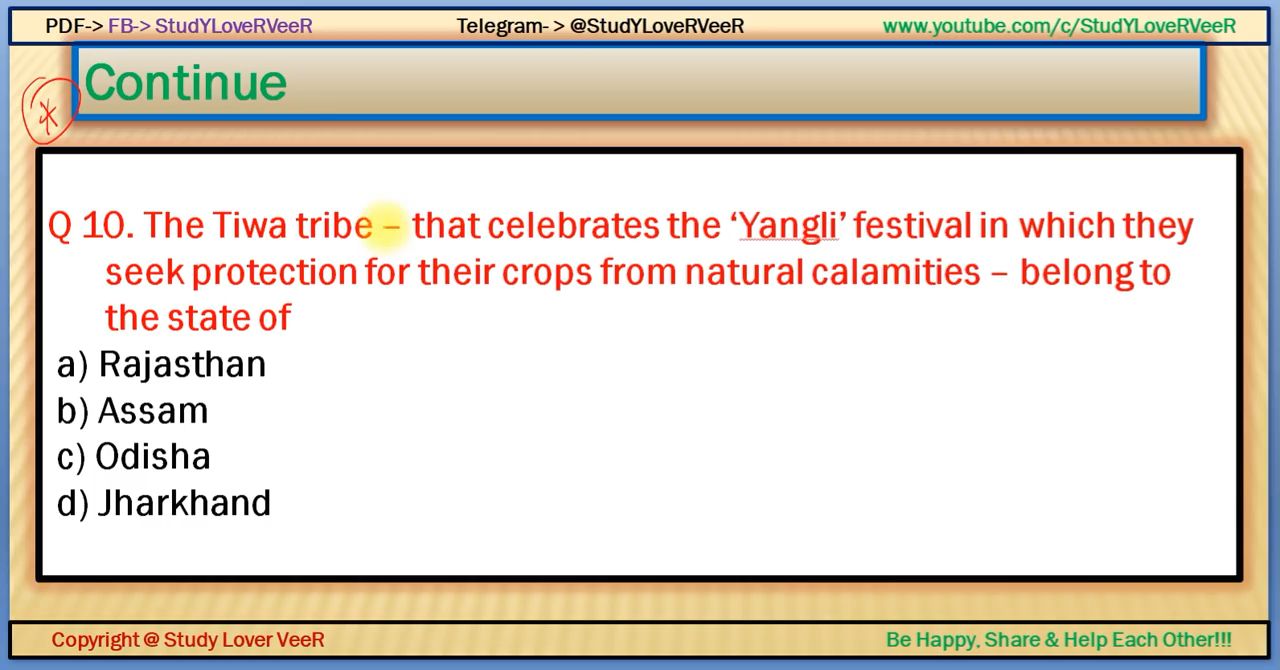 PDF-> FB-> StudYLoveRVeeR Telegram- > @StudYLoveRVeeR www.youtube.com/c/StudYLoveRVeeR
Continue
Q 10. The Tiwa tribe – that celebrates the ‘Yangli’ festival in which they
seek protection for their crops from natural calamities – belong to
the state of
a) Rajasthan
b) Assam
c) Odisha
d) Jharkhand
Copyright @ Study Lover VeeR Be Happy, Share & Help Each Other!!!